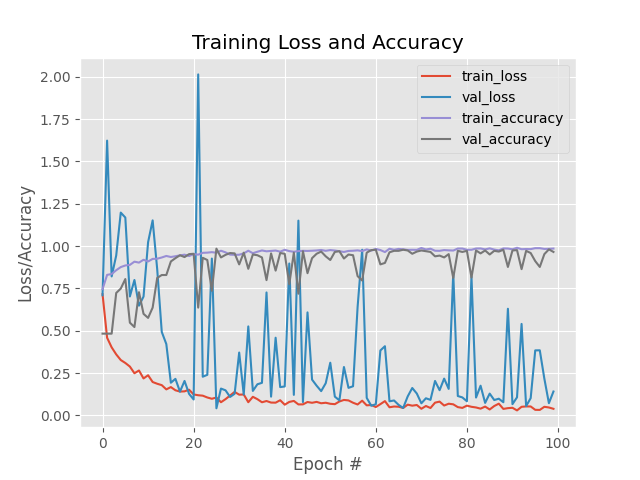 Training Loss and Accuracy
2.00
1.75
1.50
1.25
1.00
0.75
0.50
0.25
0.00
Loss/Accuracy
train_loss
val_loss
train_accuracy
val_accuracy
0
20
40
60
80
100
Epoch #